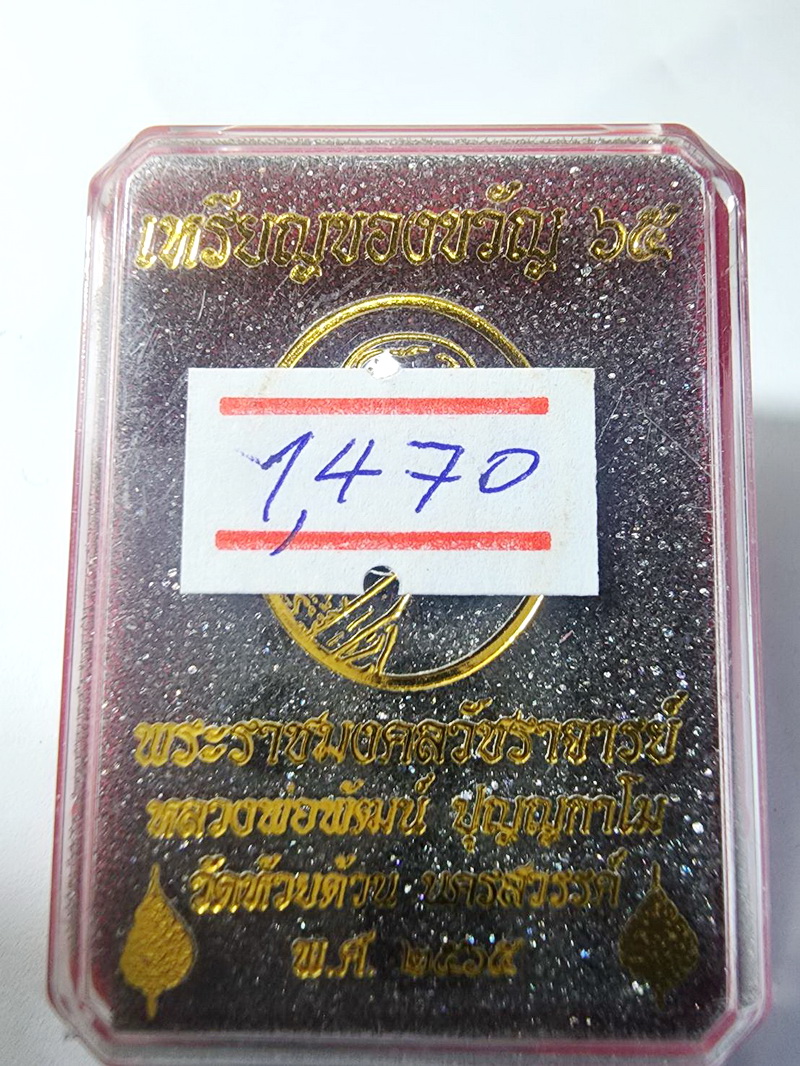 เหรียญของขวัญ ๖๕
1,470
พระราชมงคลวัชราจารย์
หลวงพ่อพัฒน์ ปุญญกาโม
วัดห้วยด้วน นครสวรรค์
พ.ศ. ๒๕๖๕